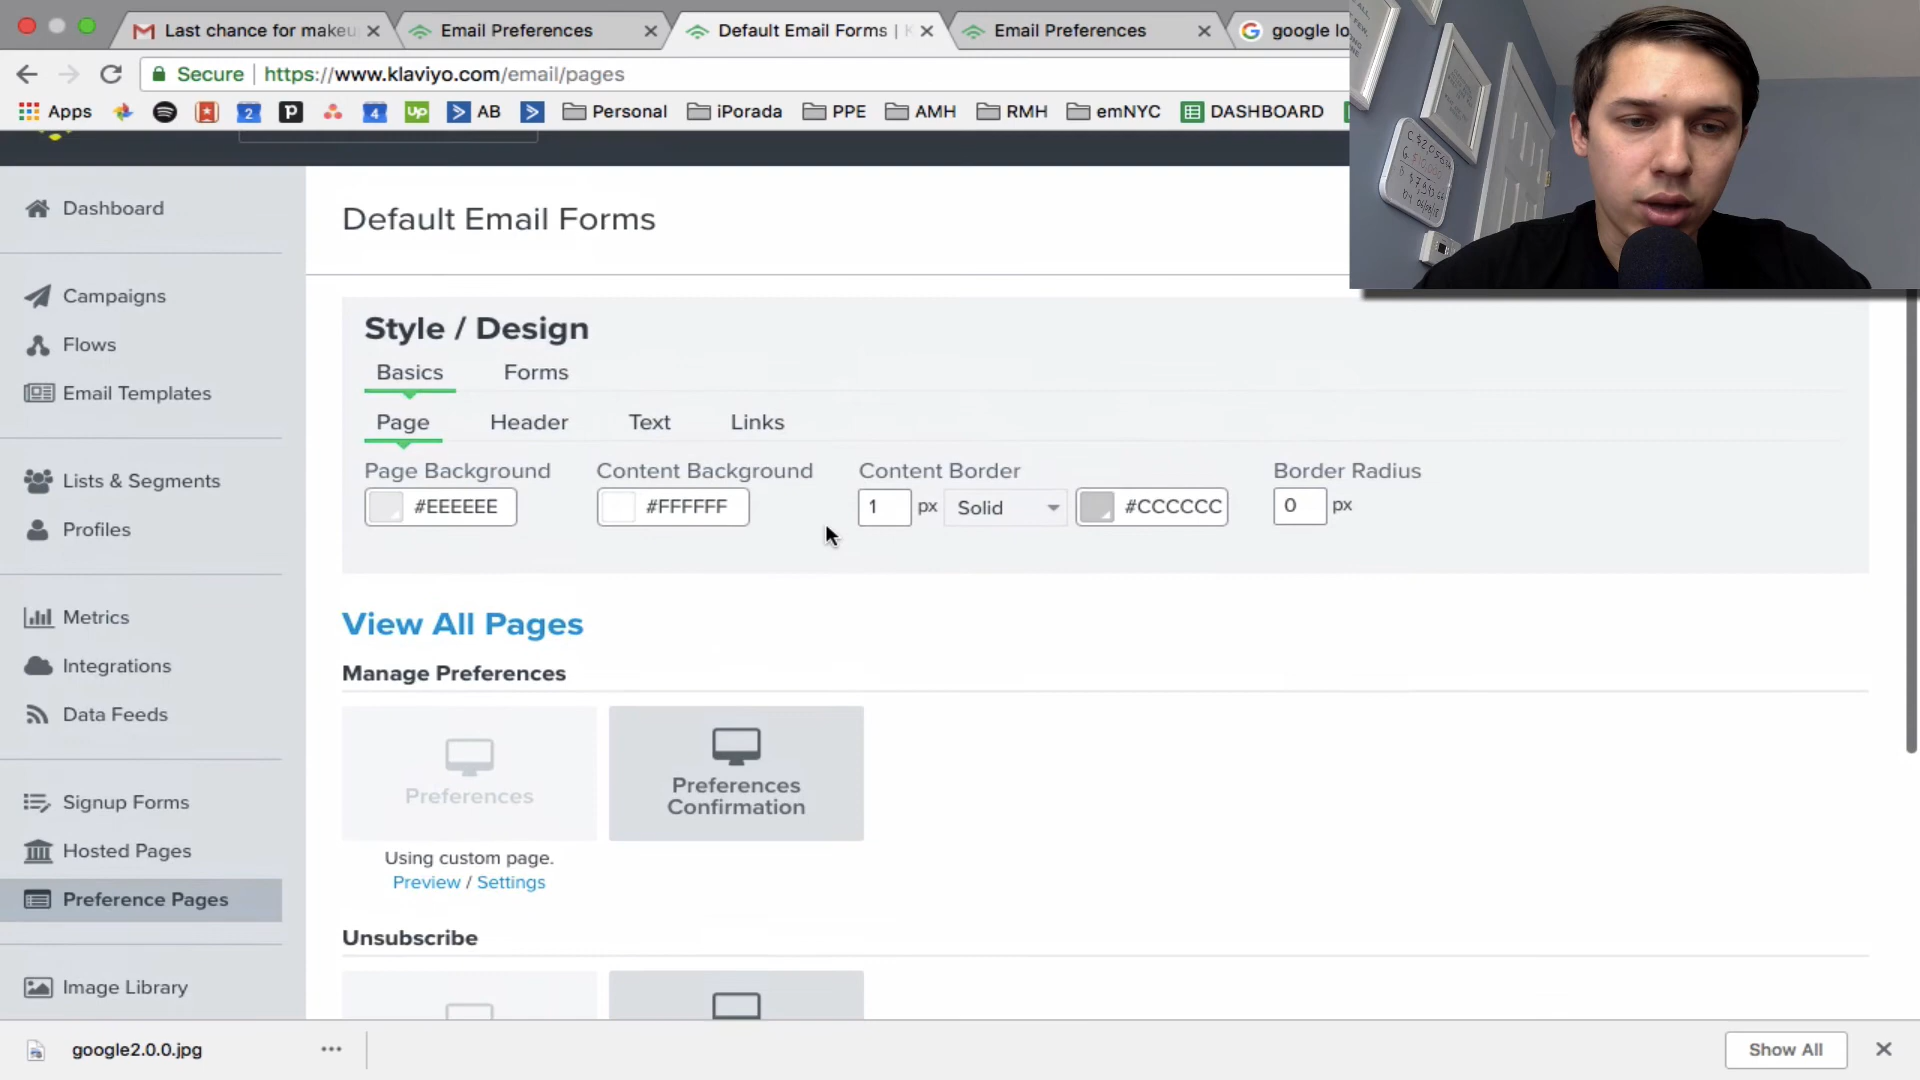 Last chance for makeu
Email Preferences
Default Email Forms |
Email Preferences
google lo
Secure
https://www.klaviyo.com/email/pages
Apps
2
4
Up
AB
Personal
iPorada
PPE
AMH
RMH
emNYC
DASHBOARD
Dashboard
Campaigns
Flows
Email Templates
Lists & Segments
Profiles
Metrics
Integrations
Data Feeds
Signup Forms
Hosted Pages
Preference Pages
Image Library
Default Email Forms
Style / Design
Basics
Forms
Page
Header
Text
Links
Page Background
Content Background
Content Border
Border Radius
#EEEEEE
#FFFFFF
1 px
Solid
#CCCCCC
0 px
View All Pages
Manage Preferences
Preferences
Preferences
Confirmation
Using custom page.
Preview / Settings
Unsubscribe
google2.0.0.jpg
Show All